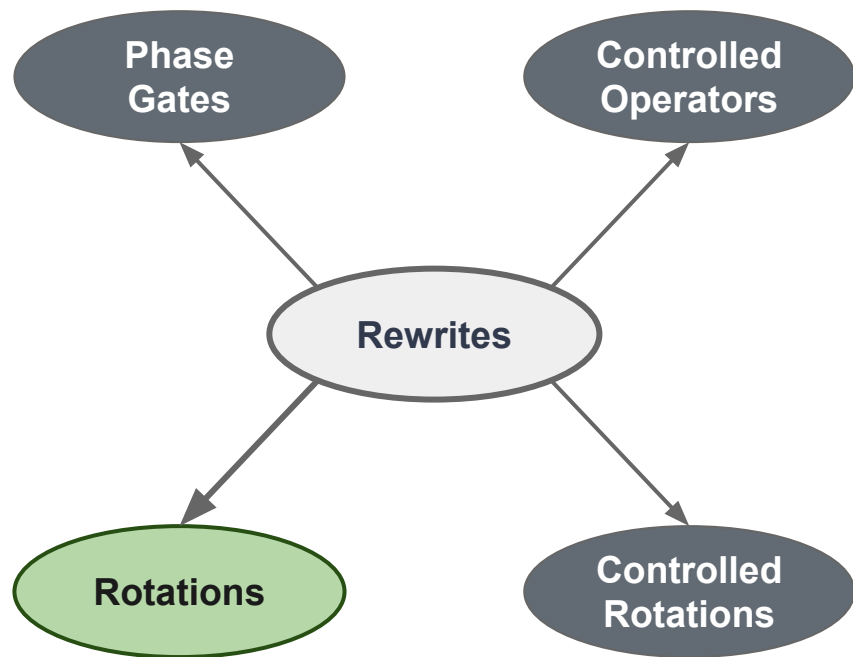 Phase
Gates
Controlled
Operators
Rewrites
Rotations
Controlled
Rotations